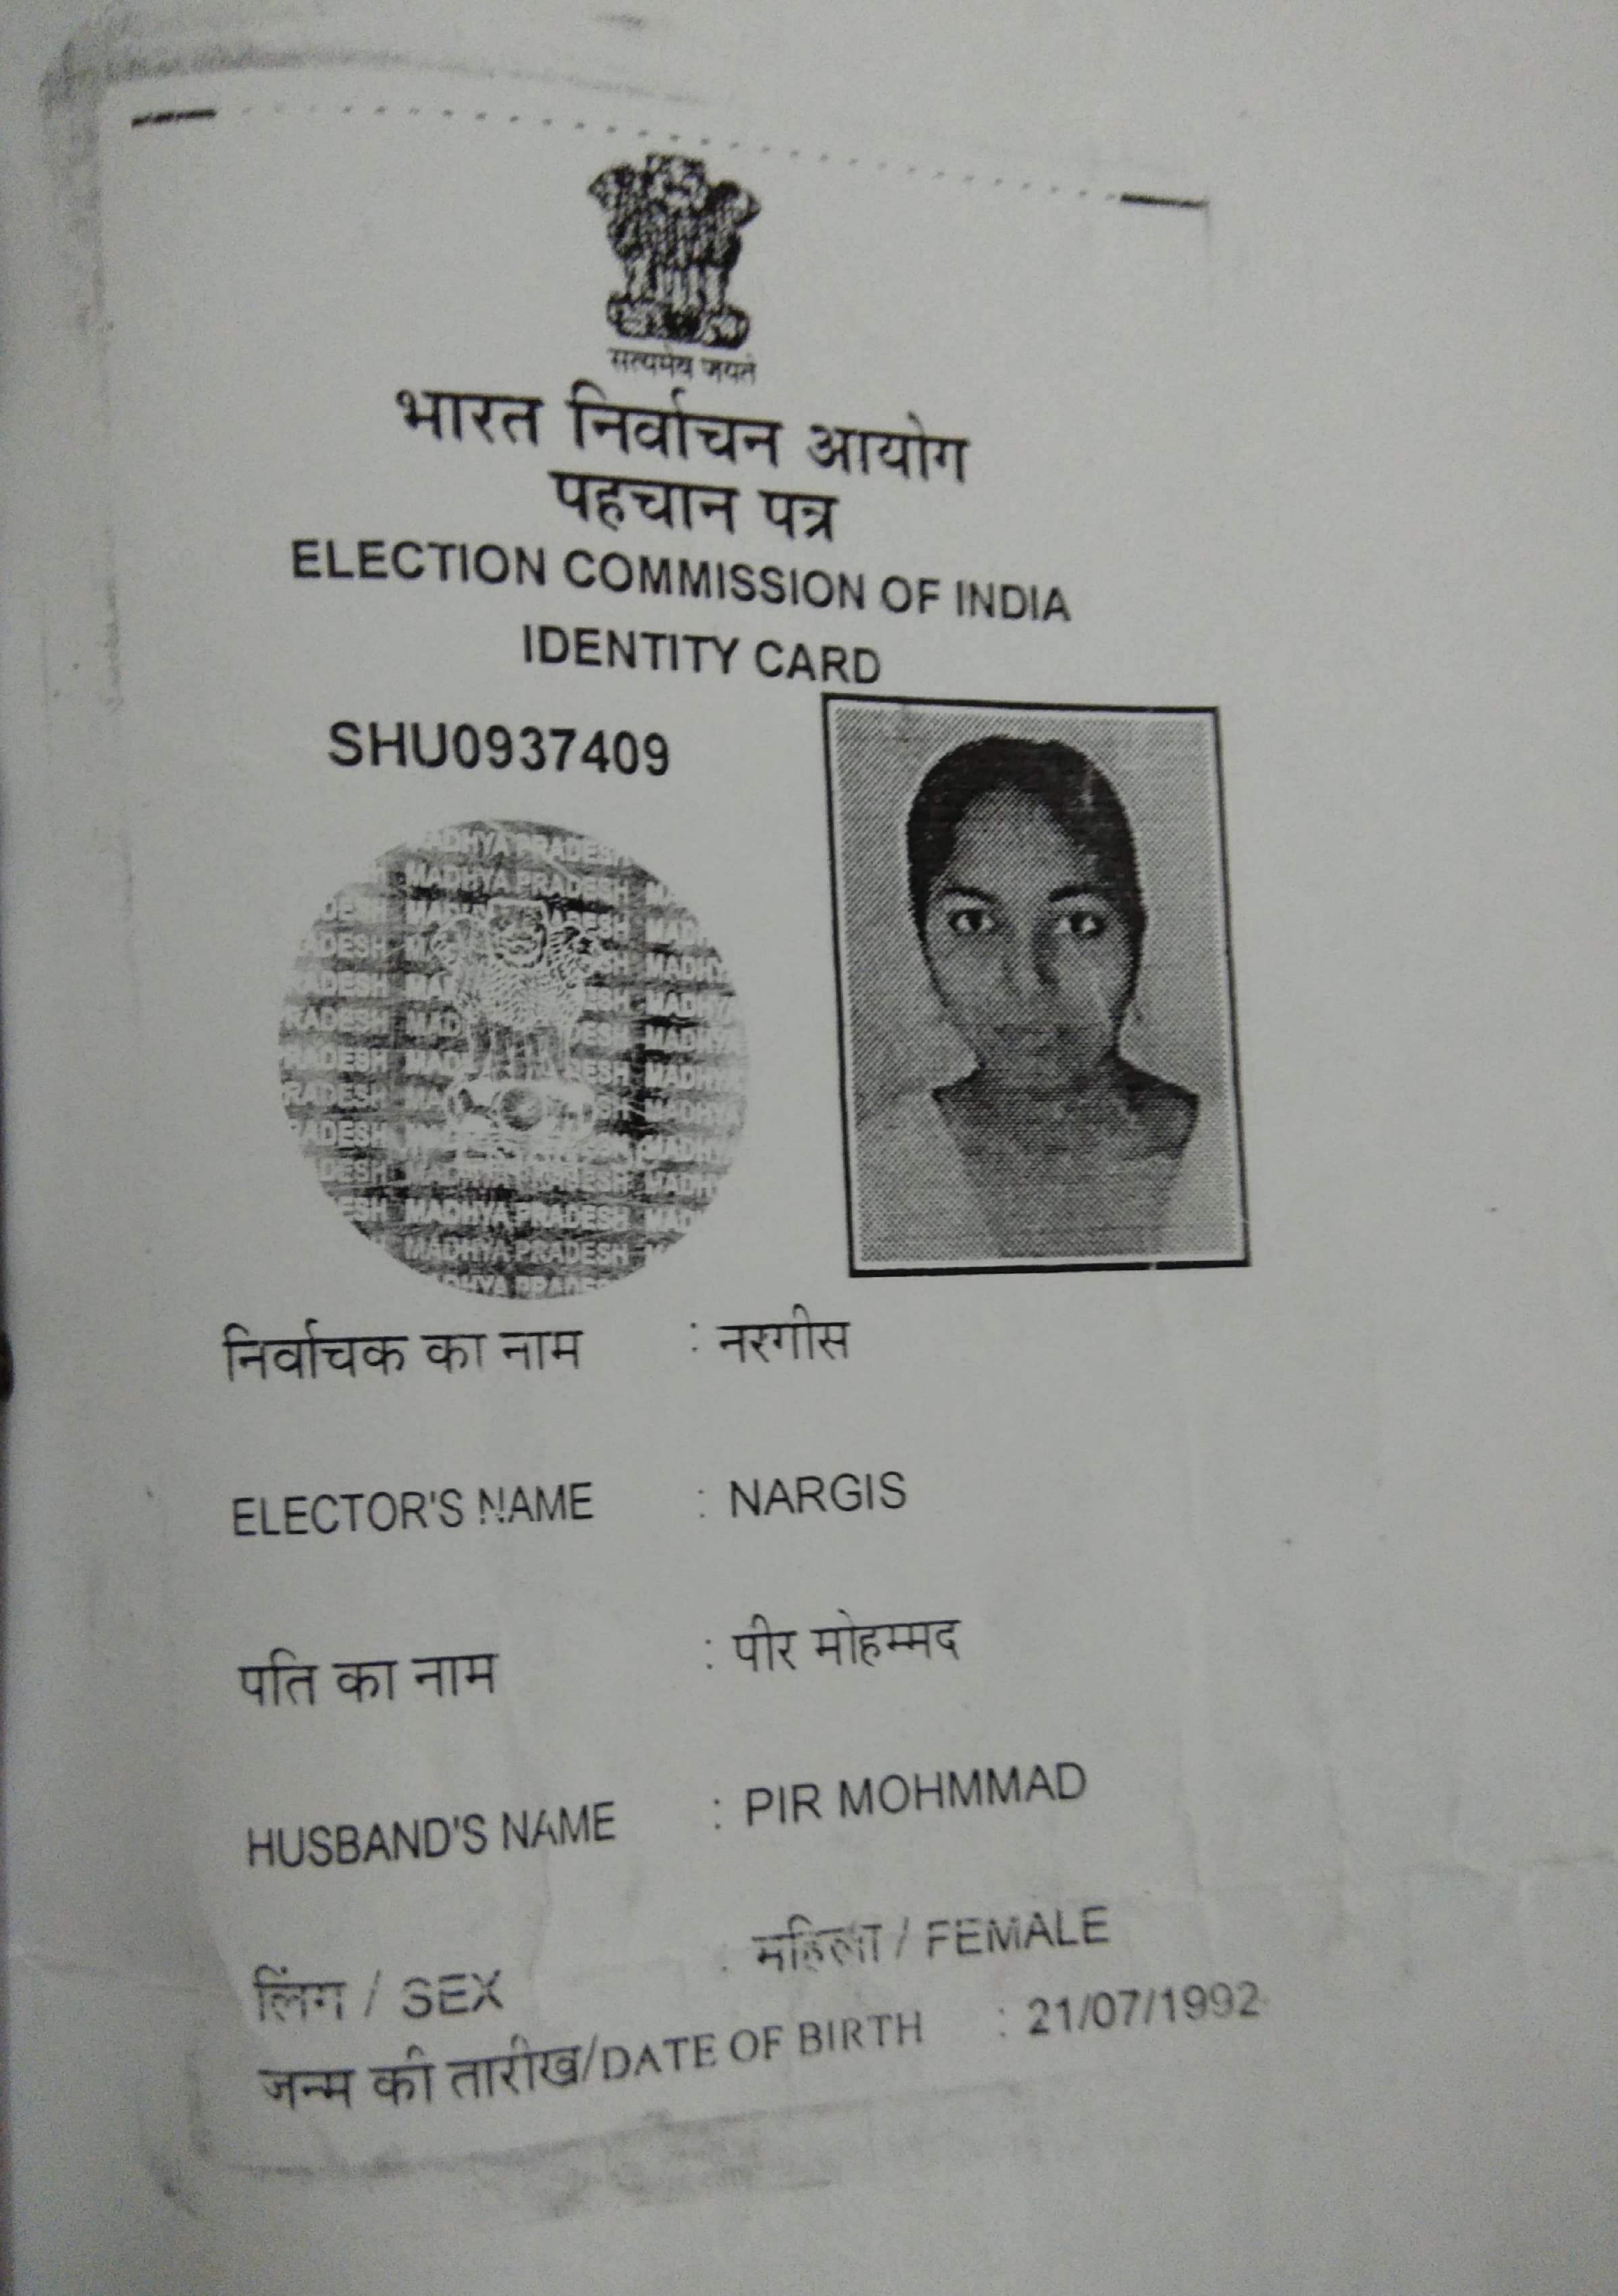 सत्यमेव जयते
भारत निर्वाचन आयोग
पहचान पत्र
ELECTION COMMISSION OF INDIA
IDENTITY CARD
SHU0937409
ADHYA PRADESH
MADHYA PRADESH
MADHYA PRADESH
MADHYA PRADESH
निर्वाचक का नाम : नरगीस
ELECTOR'S NAME : NARGIS
पति का नाम : पीर मोहम्मद
HUSBAND'S NAME : PIR MOHMMAD
लिंग / SEX : महिला / FEMALE
जन्म की तारीख/DATE OF BIRTH : 21/07/1992